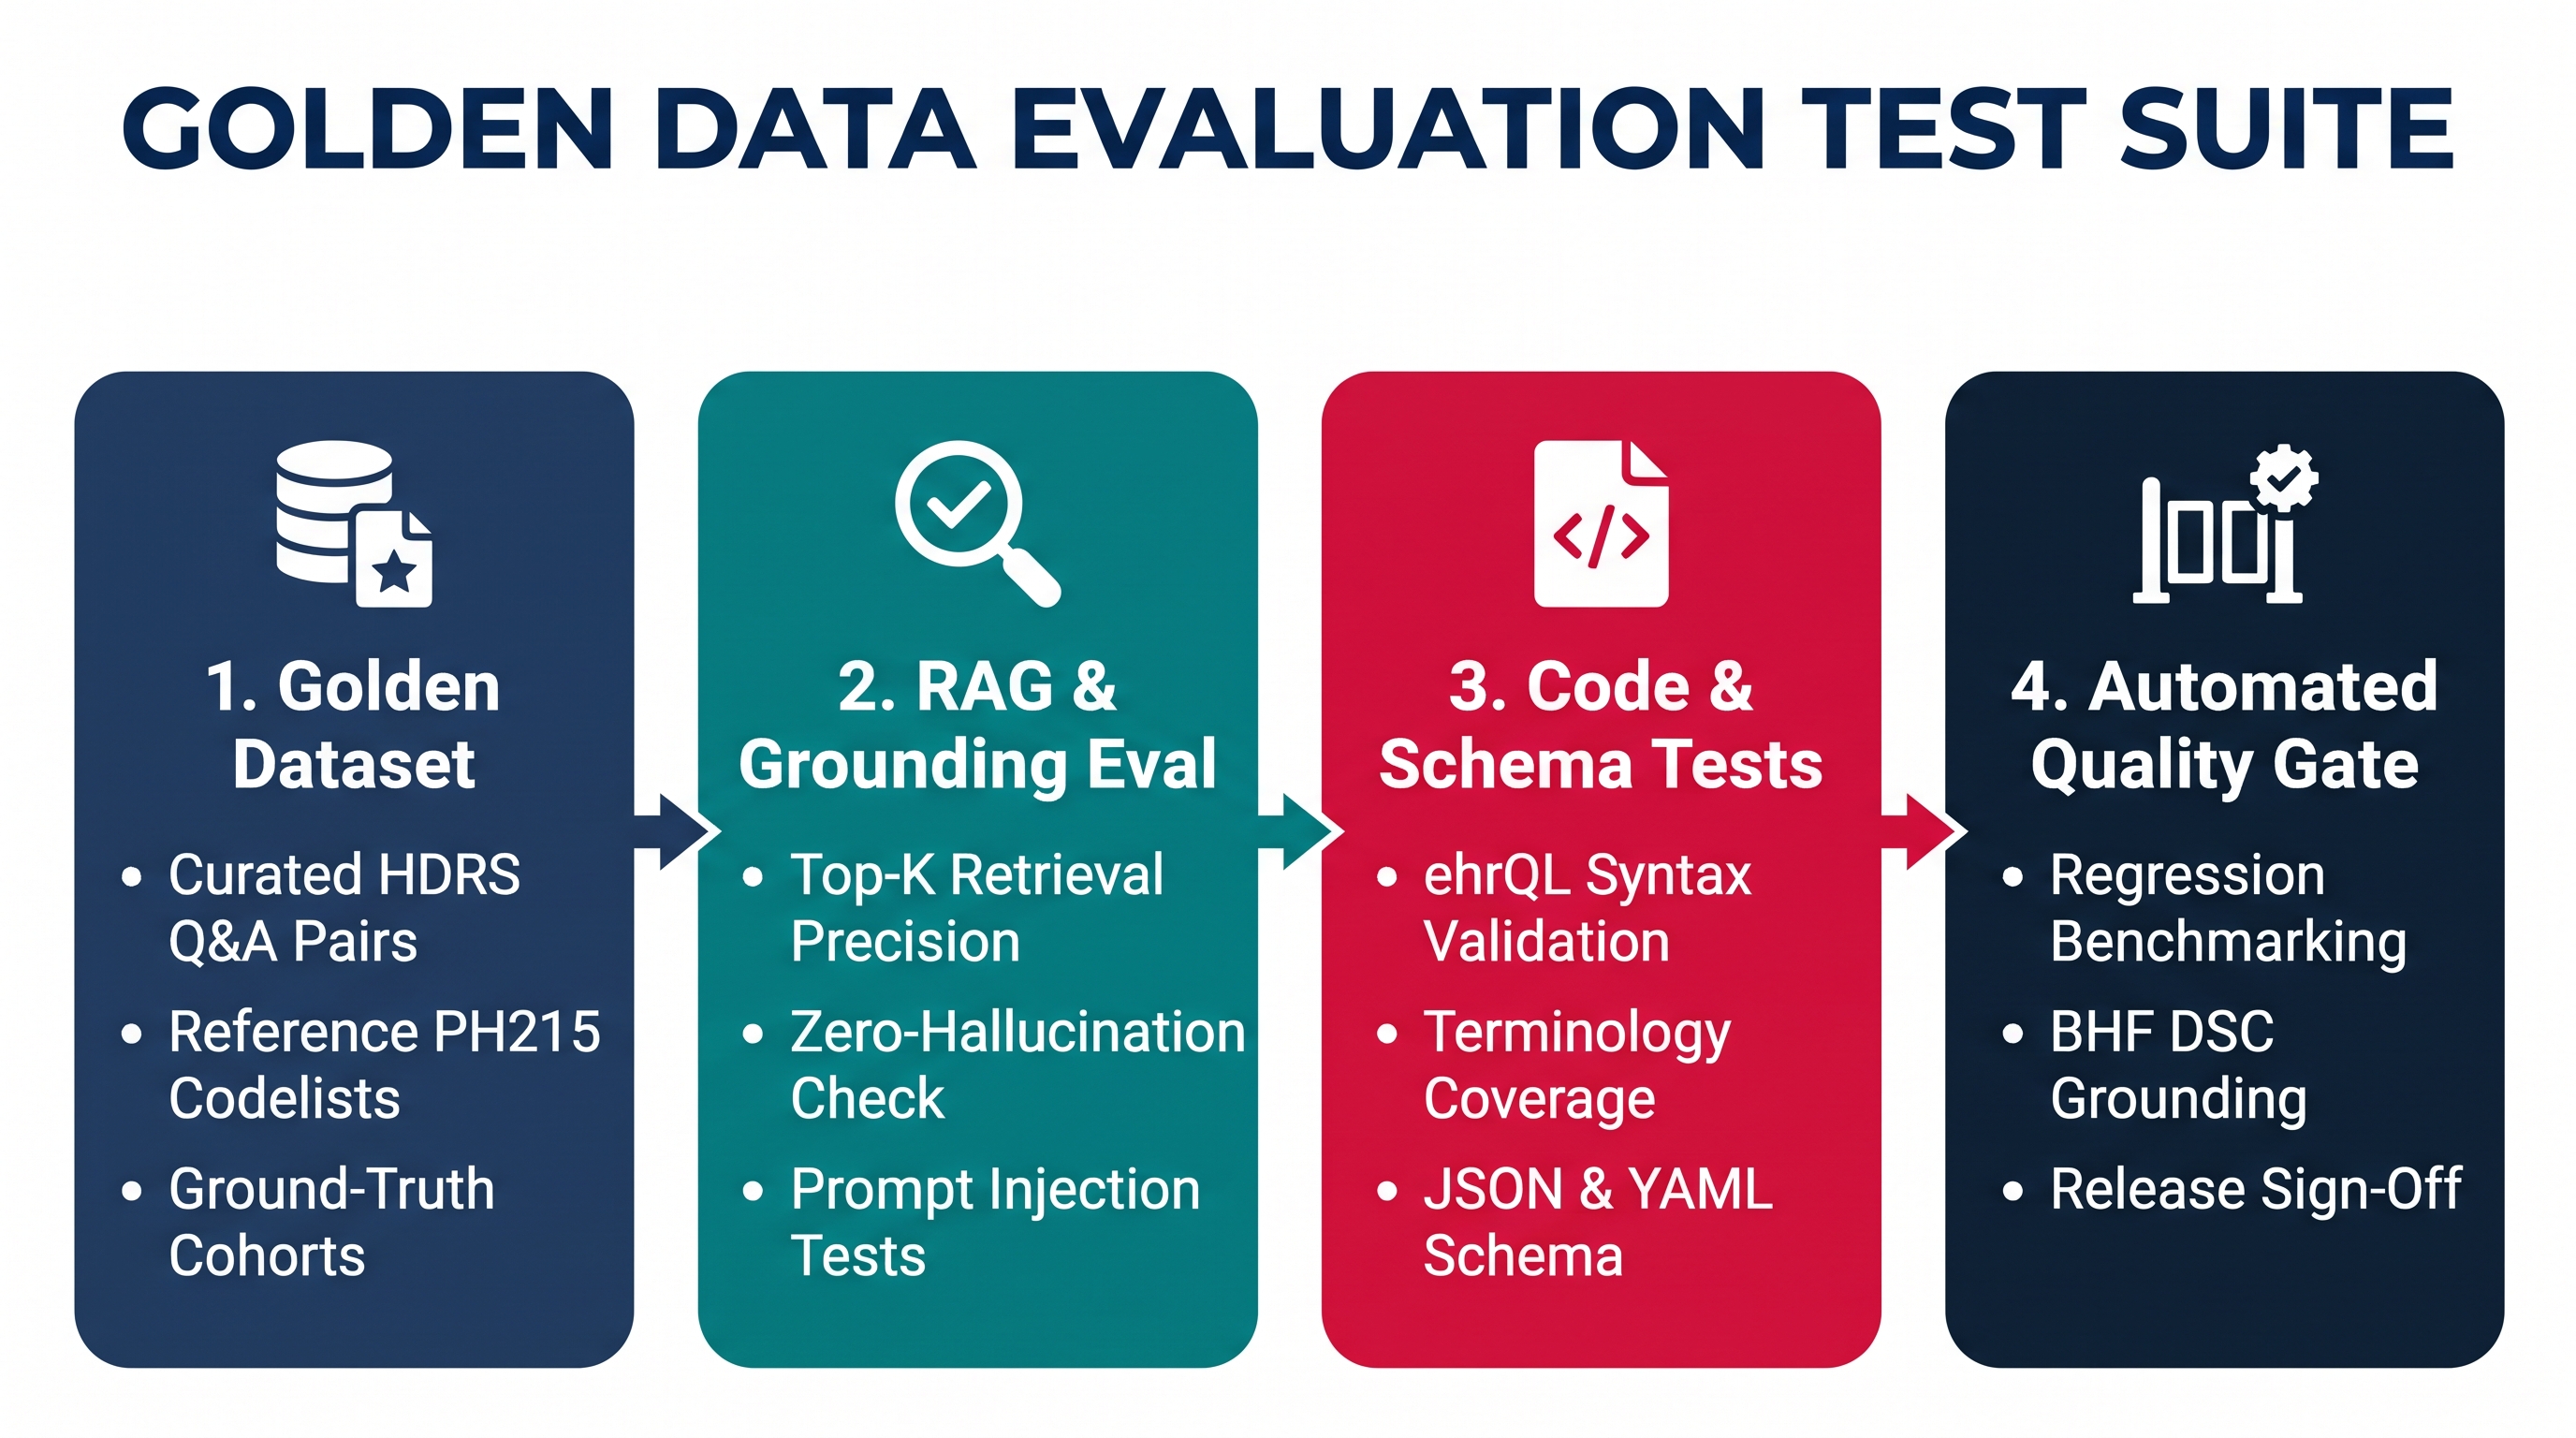 GOLDEN DATA EVALUATION TEST SUITE
1. Golden
Dataset
• Curated HDRS
Q&A Pairs
• Reference PH215
Codelists
• Ground-Truth
Cohorts
2. RAG &
Grounding Eval
• Top-K Retrieval
Precision
• Zero-Hallucination
Check
• Prompt Injection
Tests
</>
3. Code &
Schema Tests
• ehrQL Syntax
Validation
• Terminology
Coverage
• JSON & YAML
Schema
4. Automated
Quality Gate
• Regression
Benchmarking
• BHF DSC
Grounding
• Release Sign-Off